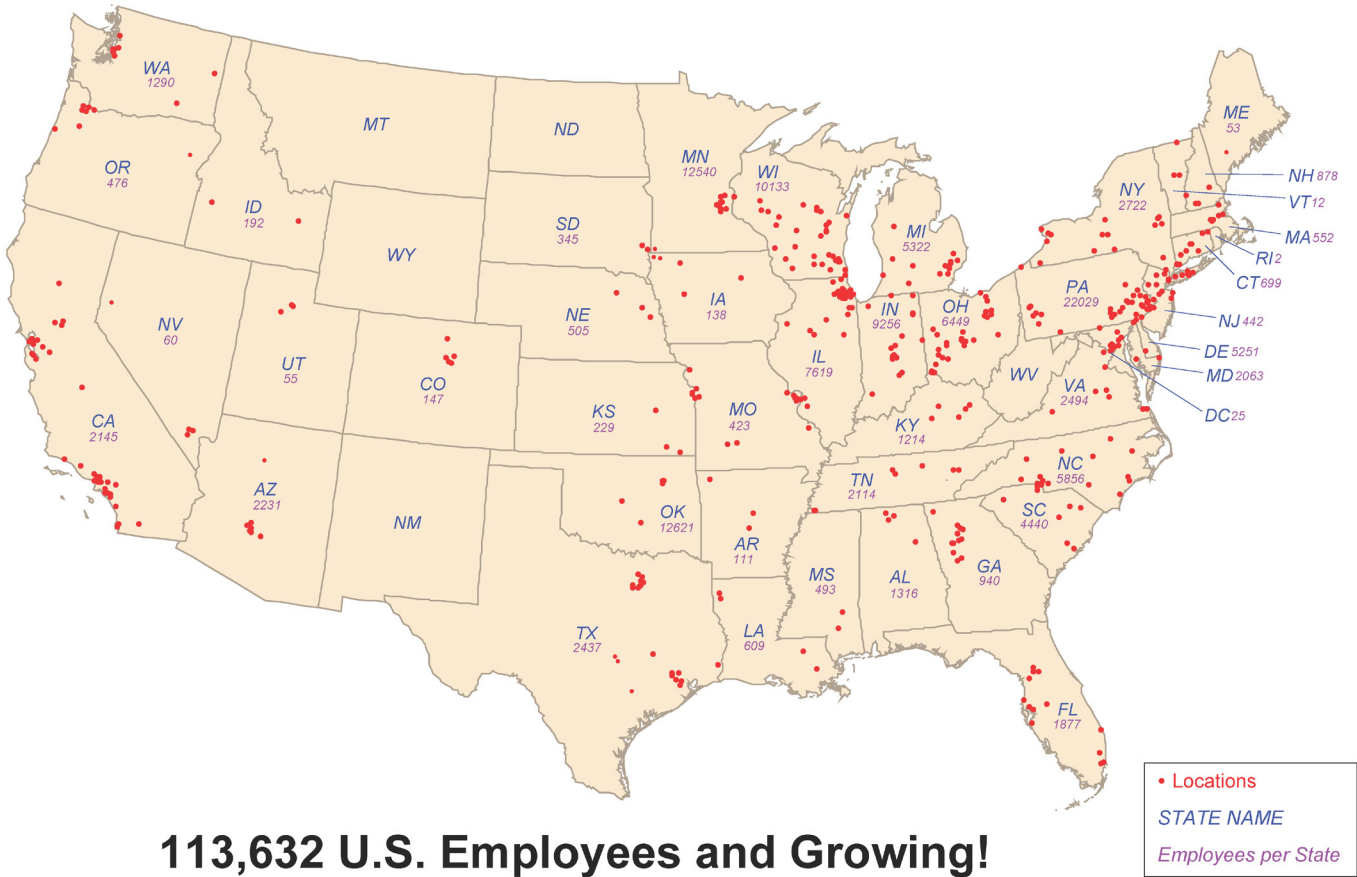 WA
1290
MT
ND
MN
12540
WI
10133
ME
53
OR
476
ID
192
SD
345
WY
MI
5322
NY
2722
NH 878
VT 12
MA 552
RI 2
CT 699
NV
60
UT
55
CO
147
NE
505
IA
138
IL
7619
IN
9256
OH
6449
PA
22029
NJ 442
DE 5251
MD 2063
DC 25
CA
2145
KS
229
MO
423
KY
1214
WV
VA
2494
AZ
2231
NM
OK
12621
AR
111
TN
2114
NC
5856
SC
4440
TX
2437
LA
609
MS
493
AL
1316
GA
940
FL
1877
Locations
STATE NAME
Employees per State
113,632 U.S. Employees and Growing!